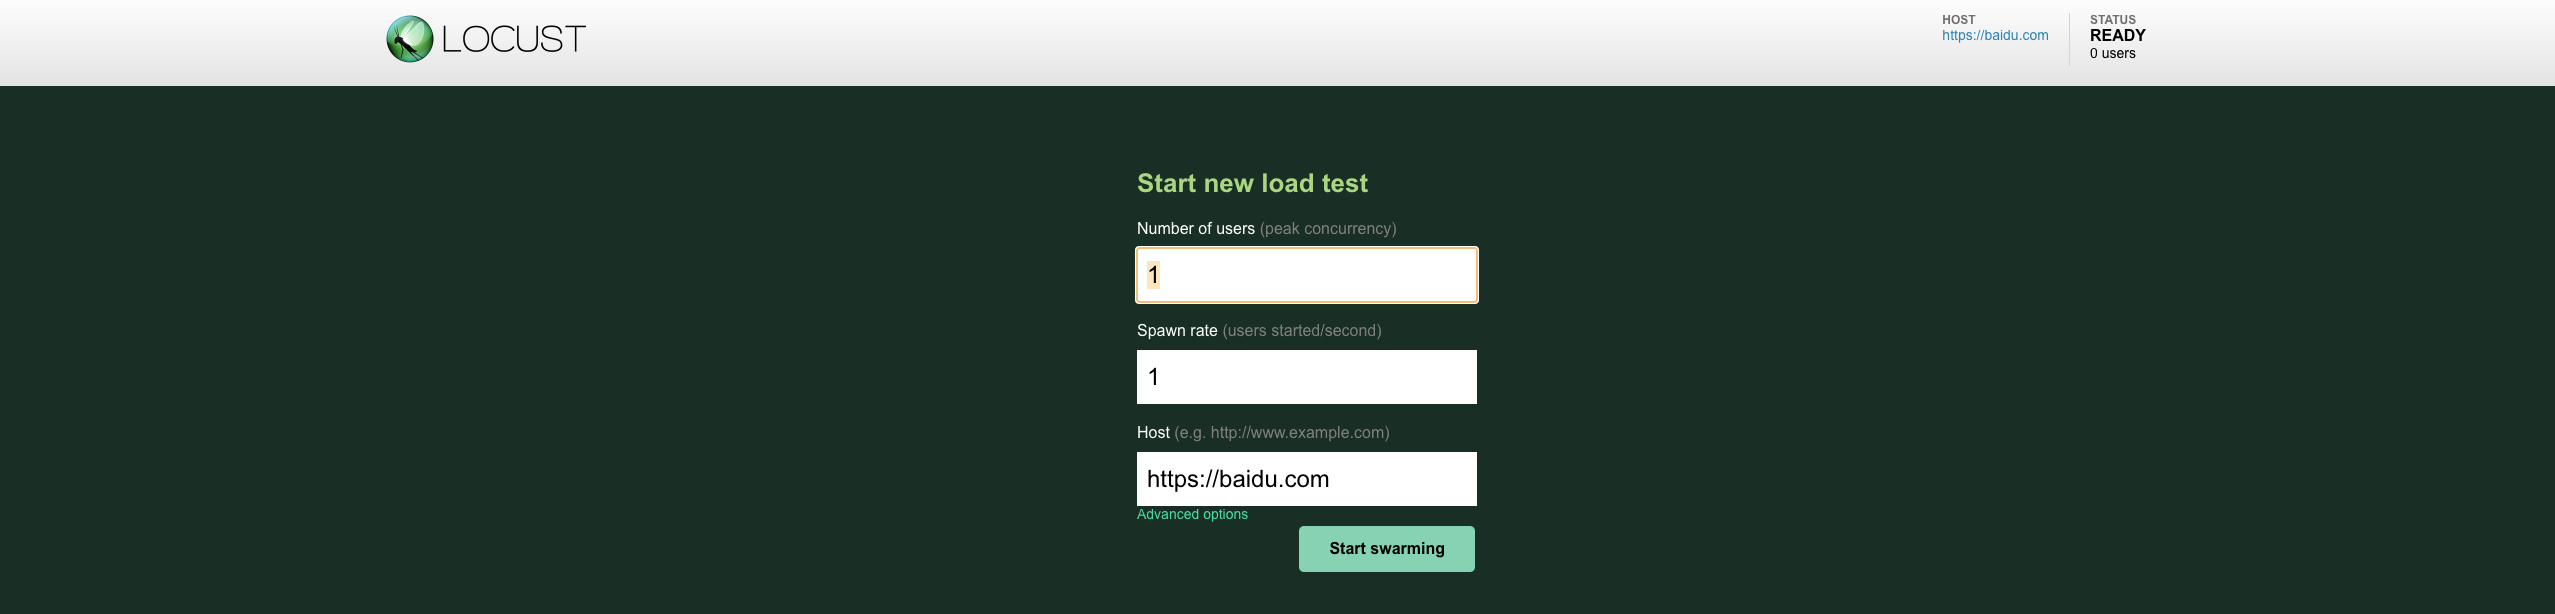 LOCUST
HOST
https://baidu.com
STATUS
READY
0 users
Start new load test
Number of users (peak concurrency)
1
Spawn rate (users started/second)
1
Host (e.g. http://www.example.com)
https://baidu.com
Advanced options
Start swarming